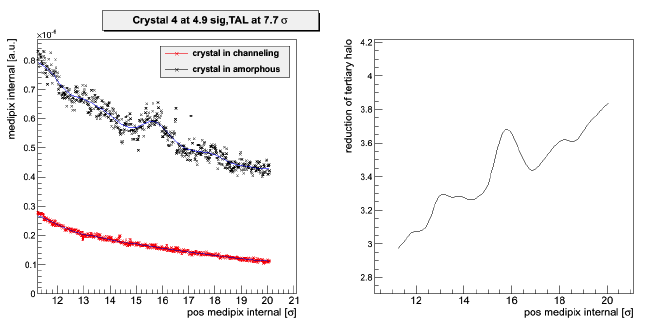 Crystal 4 at 4.9 sig,TAL at 7.7 σ
×10⁻⁶
medipix internal [a.u.]
0.8
0.7
0.6
0.5
0.4
0.3
0.2
0.1
0
crystal in channeling
crystal in amorphous
12 13 14 15 16 17 18 19 20 21
pos medipix internal [σ]
reduction of tertiary halo
4.2
4
3.8
3.6
3.4
3.2
3
2.8
12 14 16 18 20
pos medipix internal [σ]